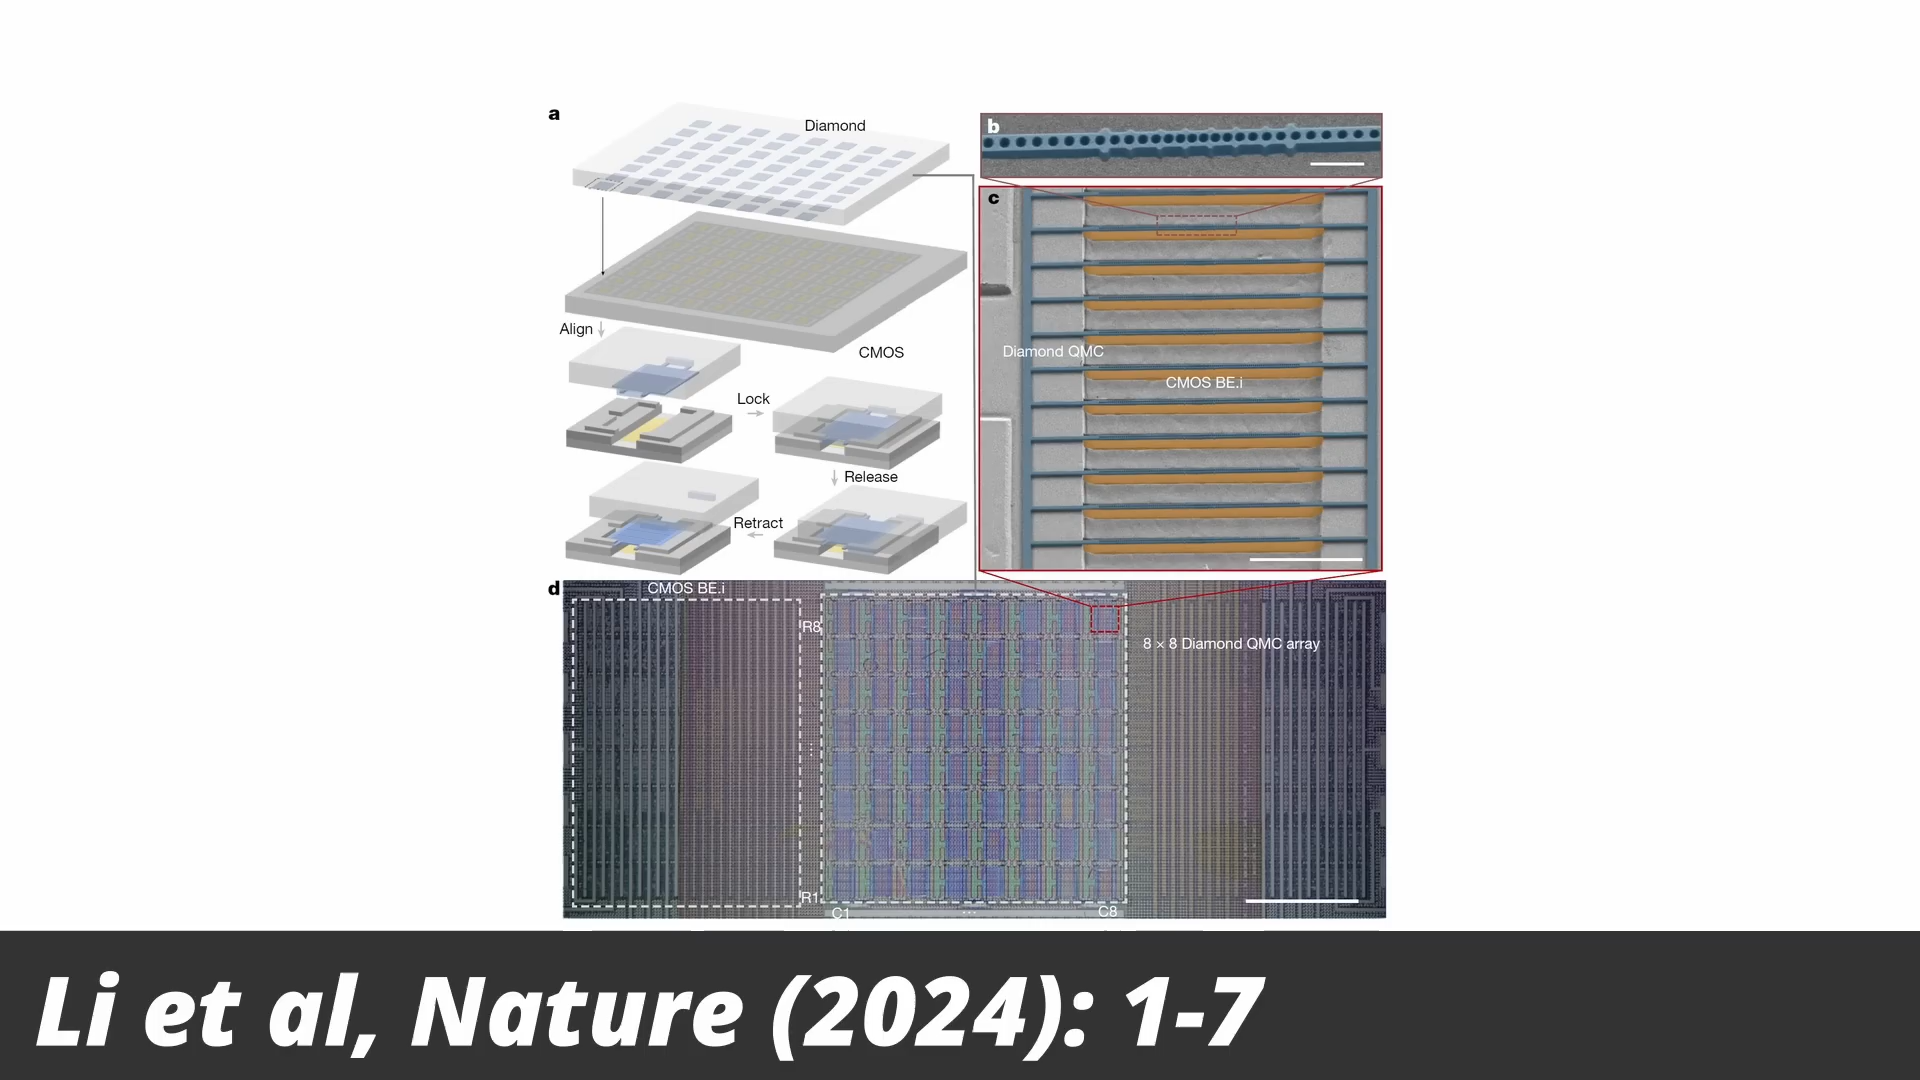 a
Diamond
Align
CMOS
Lock
Release
Retract
b
c
Diamond QMC
CMOS BE.i
d
CMOS BE.i
R8
8 × 8 Diamond QMC array
R1
C1
...
C8
Li et al, Nature (2024): 1-7